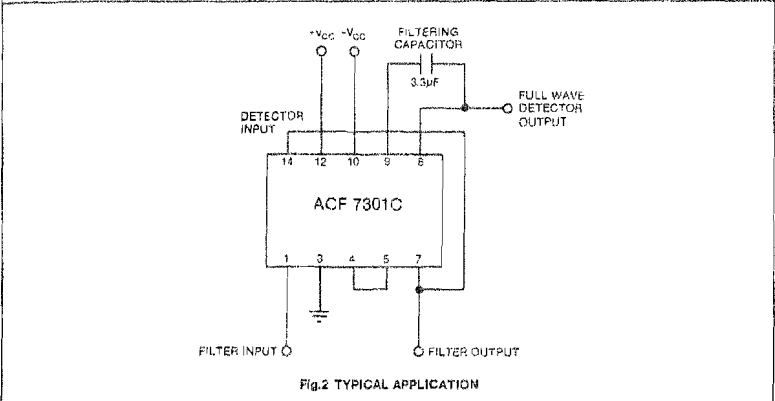 +VCC -VCC
FILTERING
CAPACITOR
3.3µF
FULL WAVE
DETECTOR
OUTPUT
DETECTOR
INPUT
14 12 10 9 8
ACF 7301C
1 3 4 5 7
FILTER INPUT
FILTER OUTPUT
Fig.2 TYPICAL APPLICATION